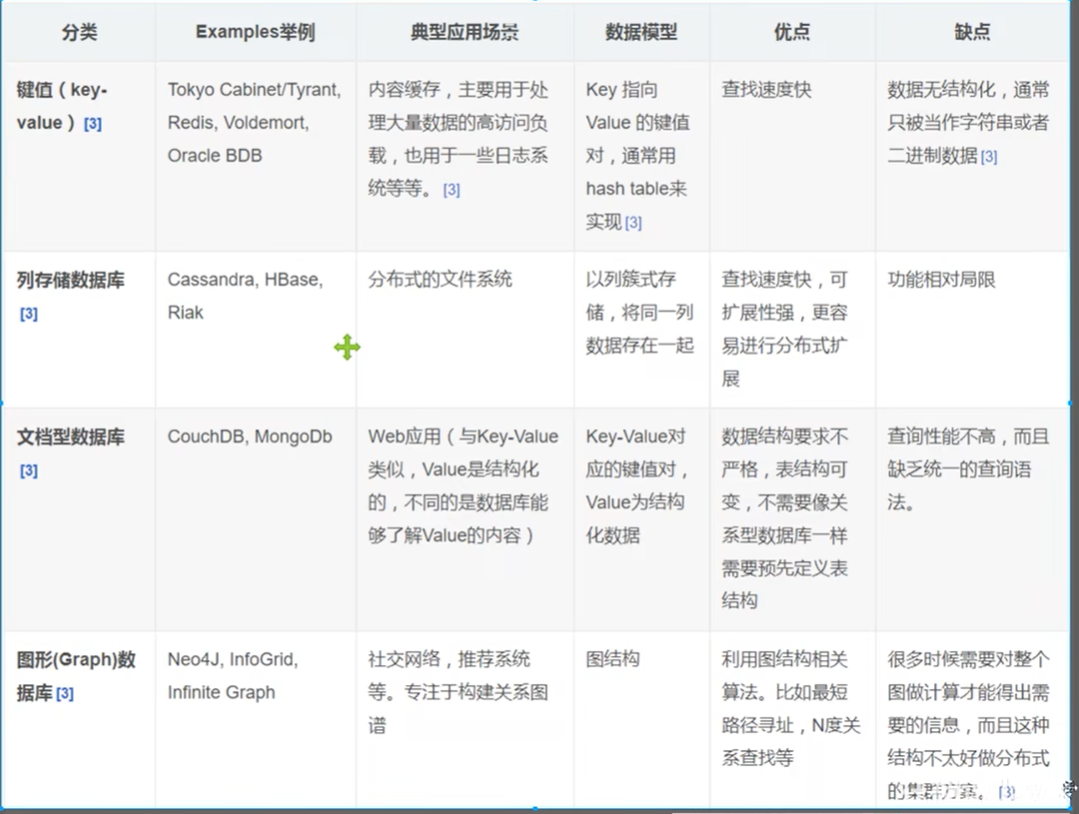 分类
Examples举例
典型应用场景
数据模型
优点
缺点
键值（key-
value）[3]
Tokyo Cabinet/Tyrant,
Redis, Voldemort,
Oracle BDB
内容缓存，主要用于处
理大量数据的高访问负
载，也用于一些日志系
统等等。[3]
Key 指向
Value 的键值
对，通常用
hash table来
实现[3]
查找速度快
数据无结构化，通常
只被当作字符串或者
二进制数据[3]
列存储数据库
[3]
Cassandra, HBase,
Riak
分布式的文件系统
以列簇式存
储，将同一列
数据存在一起
查找速度快，可
扩展性强，更容
易进行分布式扩
展
功能相对局限
文档型数据库
[3]
CouchDB, MongoDb
Web应用（与Key-Value
类似，Value是结构化
的，不同的是数据库能
够了解Value的内容）
Key-Value对
应的键值对，
Value为结构
化数据
数据结构要求不
严格，表结构可
变，不需要像关
系型数据库一样
需要预先定义表
结构
查询性能不高，而且
缺乏统一的查询语
法。
图形(Graph)数
据库[3]
Neo4J, InfoGrid,
Infinite Graph
社交网络，推荐系统
等。专注于构建关系图
谱
图结构
利用图结构相关
算法。比如最短
路径寻址，N度关
系查找等
很多时候需要对整个
图做计算才能得出需
要的信息，而且这种
结构不太好做分布式
的集群方案。[3]